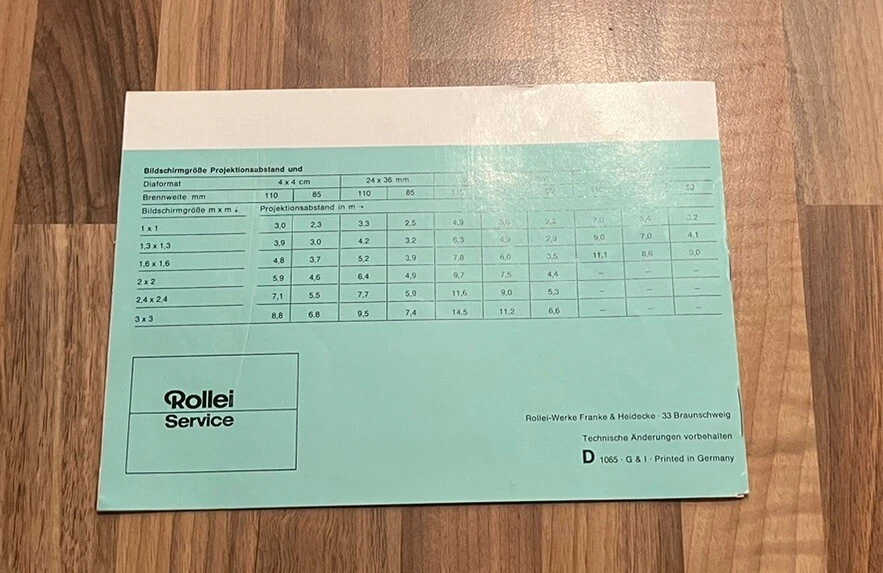 Bildschirmgröße Projektionsabstand und
Diaformat 4 x 4 cm 24 x 36 mm
Brennweite mm 110 85 110 85 50
Bildschirmgröße m x m Projektionsabstand in m
1 x 1 3,0 2,3 3,3 2,5 4,9 3,8 2,2 7,0 5,4 3,2
1,3 x 1,3 3,9 3,0 4,2 3,2 6,3 4,9 2,9 9,0 7,0 4,1
1,6 x 1,6 4,8 3,7 5,2 3,9 7,8 6,0 3,5 11,1 8,6 5,0
2 x 2 5,9 4,6 6,4 4,9 9,7 7,5 4,4 – – –
2,4 x 2,4 7,1 5,5 7,7 5,9 11,6 9,0 5,3 – – –
3 x 3 8,8 6,8 9,5 7,4 14,5 11,2 6,6 – – –
Rollei
Service
Rollei-Werke Franke & Heidecke · 33 Braunschweig
Technische Änderungen vorbehalten
D 1065 · G & I · Printed in Germany